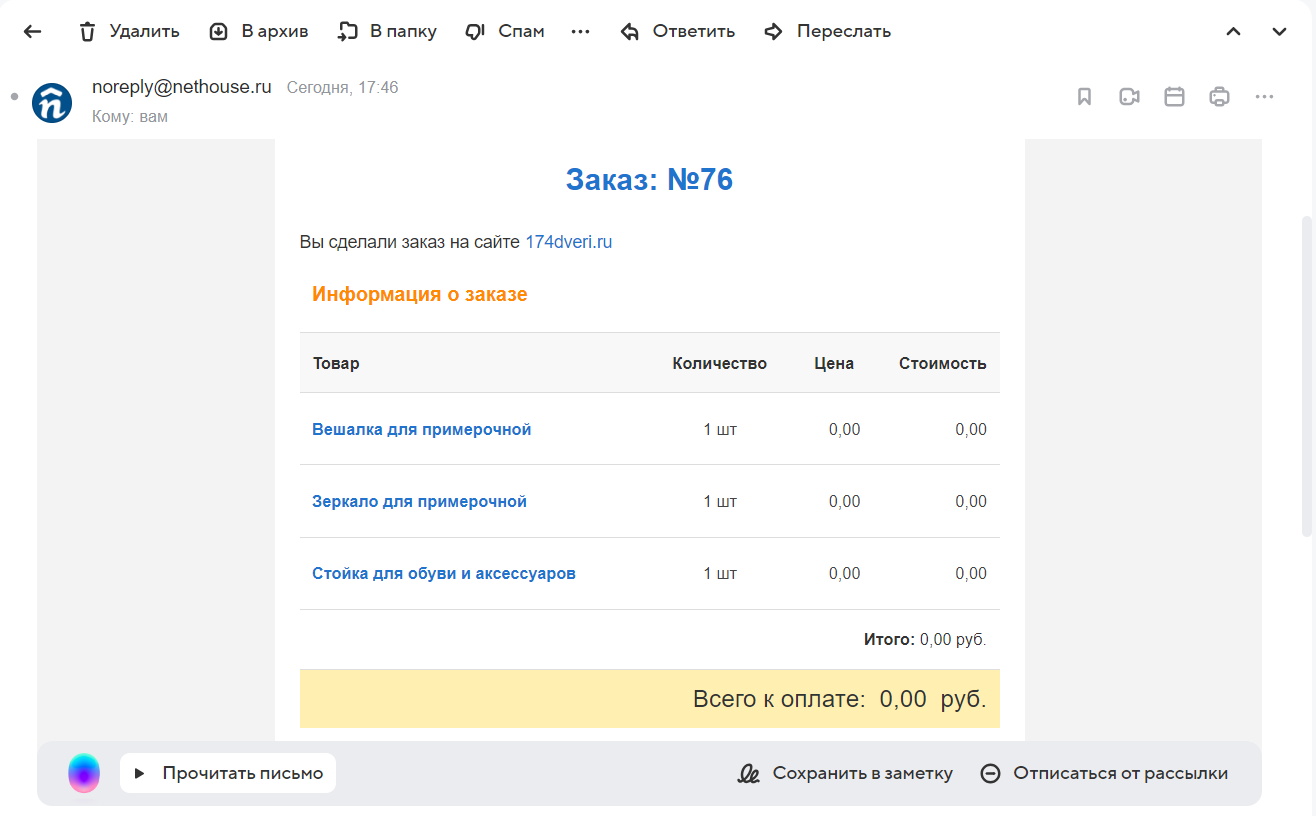 Удалить В архив В папку Спам Ответить Переслать
noreply@nethouse.ru Сегодня, 17:46
Кому: вам
Заказ: №76
Вы сделали заказ на сайте 174dveri.ru
Информация о заказе
Товар Количество Цена Стоимость
Вешалка для примерочной 1 шт 0,00 0,00
Зеркало для примерочной 1 шт 0,00 0,00
Стойка для обуви и аксессуаров 1 шт 0,00 0,00
Итого: 0,00 руб.
Всего к оплате: 0,00 руб.
Прочитать письмо Сохранить в заметку Отписаться от рассылки